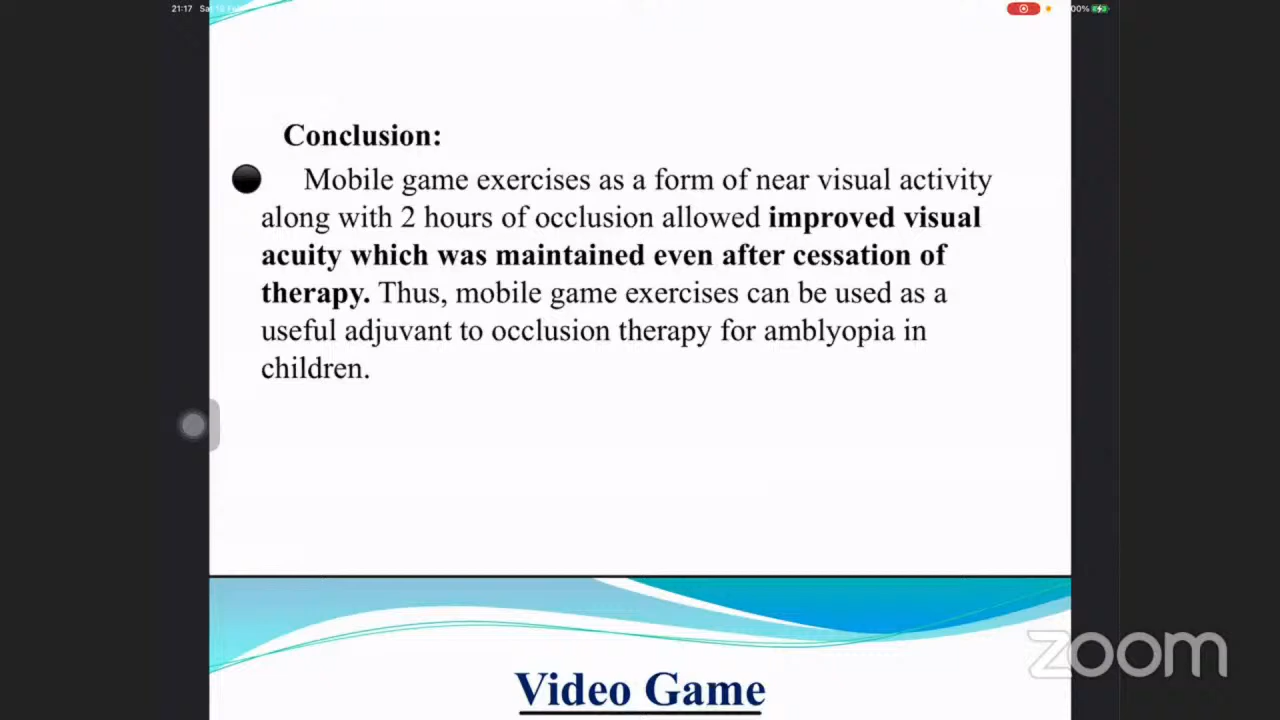 21:17
Conclusion:
Mobile game exercises as a form of near visual activity
along with 2 hours of occlusion allowed improved visual
acuity which was maintained even after cessation of
therapy. Thus, mobile game exercises can be used as a
useful adjuvant to occlusion therapy for amblyopia in
children.
zoom
Video Game